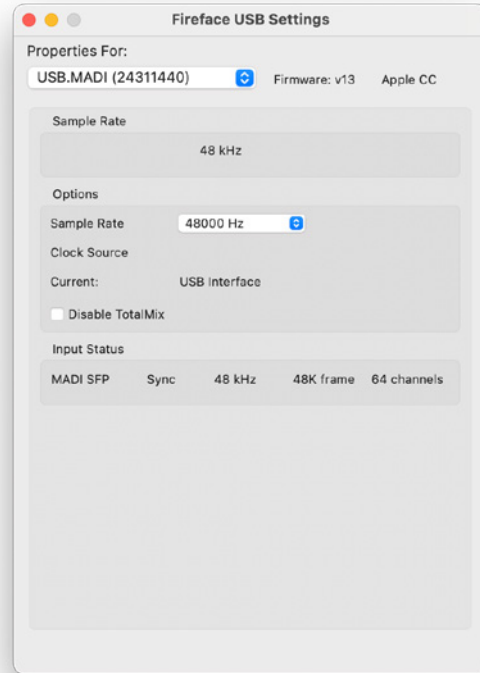 Fireface USB Settings
Properties For:
USB.MADI (24311440) Firmware: v13 Apple CC
Sample Rate
48 kHz
Options
Sample Rate 48000 Hz
Clock Source
Current: USB Interface
Disable TotalMix
Input Status
MADI SFP Sync 48 kHz 48K frame 64 channels